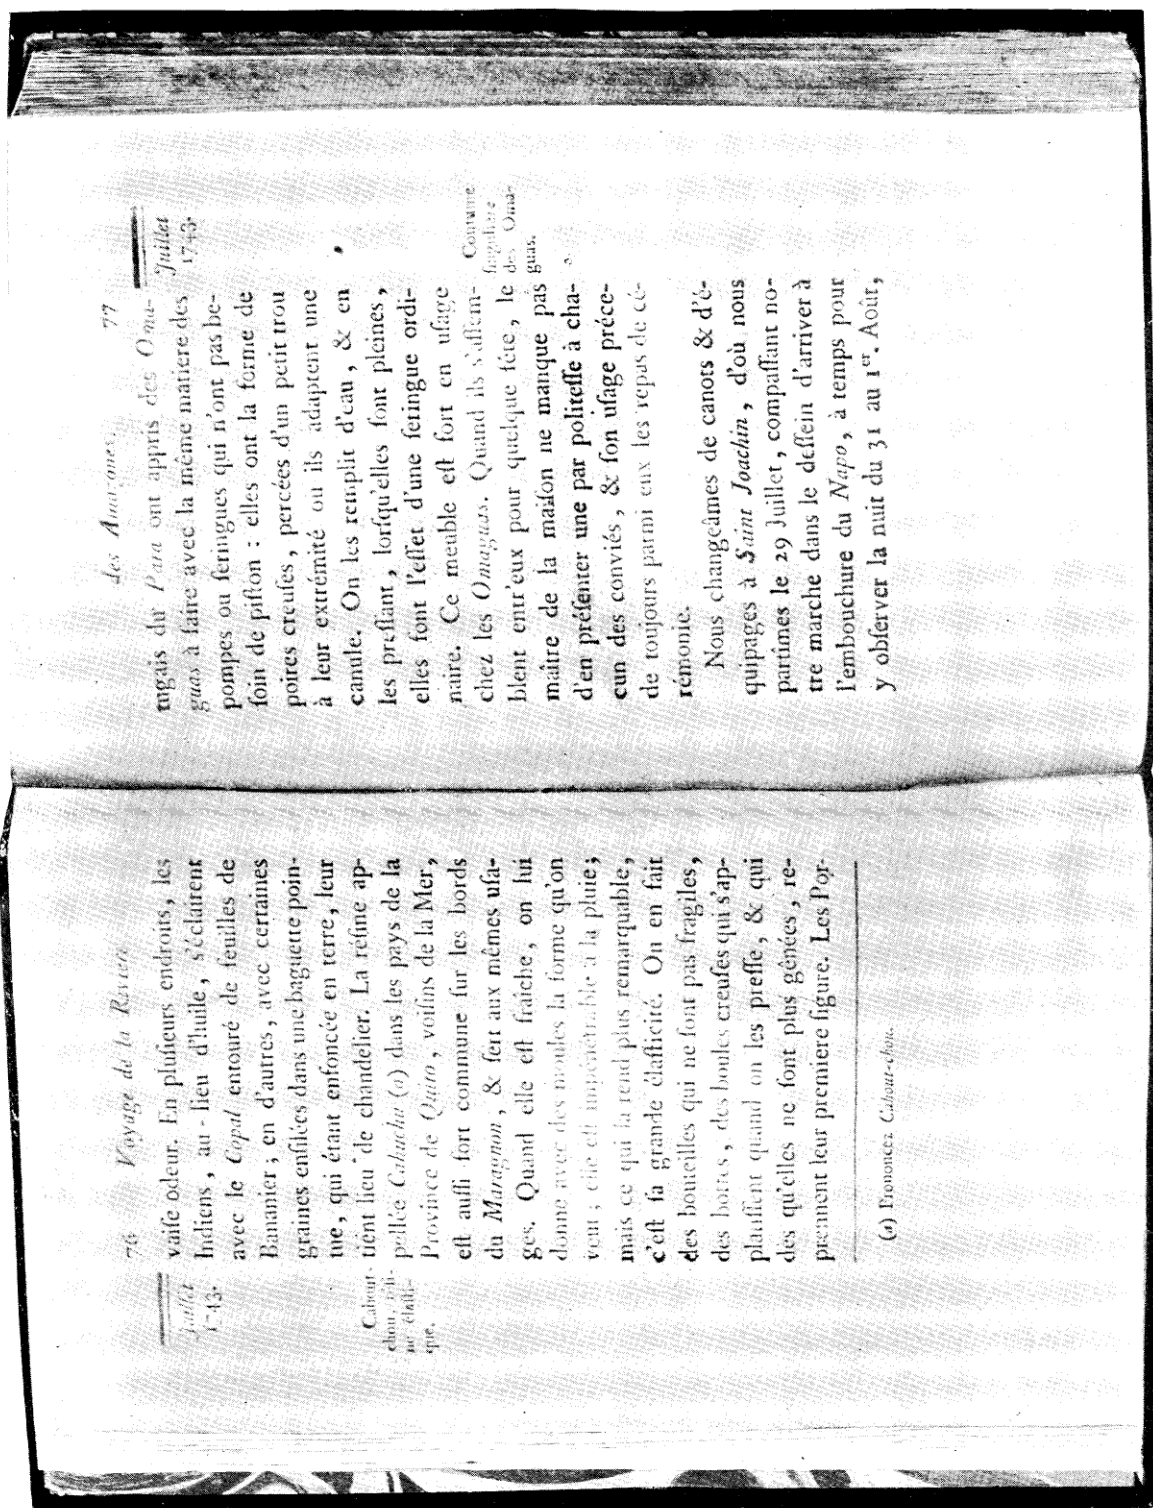 76 Voyage de la Riviere
Juillet
1743.
vaiſe odeur. En pluſieurs endroits, les
Indiens, au-lieu d'huile, s'éclairent
avec le Copal entouré de feuilles de
Bananier; en d'autres, avec certaines
graines enfilées dans une baguette poin-
tue, qui étant enfoncée en terre, leur
tient lieu de chandelier. La réſine ap-
Cahout-
chou, réſi-
ne élaſti-
que.
pellée Cahuchu (a) dans les pays de la
Province de Quito, voiſins de la Mer,
eſt auſſi fort commune ſur les bords
du Maragnon, & ſert aux mêmes uſa-
ges. Quand elle eſt fraîche, on lui
donne avec des moules la forme qu'on
veut; elle eſt impénétrable à la pluie;
mais ce qui la rend plus remarquable,
c'eſt ſa grande élaſticité. On en fait
des bouteilles qui ne ſont pas fragiles,
des bottes, des boules creuſes qui s'ap-
platiſſent quand on les preſſe, & qui
dès qu'elles ne ſont plus gênées, re-
prennent leur premiere figure. Les Por-
(a) Prononcez Cahout-chou.
des Amazones. 77
Juillet
1743.
tugais du Para ont appris des Oma-
guas à faire avec la même matiere des
pompes ou ſeringues qui n'ont pas be-
ſoin de piſton : elles ont la forme de
poires creuſes, percées d'un petit trou
à leur extrémité où ils adaptent une
canule. On les remplit d'eau, & en
les preſſant, lorſqu'elles ſont pleines,
elles font l'effet d'une ſeringue ordi-
naire. Ce meuble eſt fort en uſage
Coutume
ſinguliere
des Oma-
guas.
chez les Omaguas. Quand ils s'aſſem-
blent entr'eux pour quelque fête, le
maître de la maiſon ne manque pas
d'en préſenter une par politeſſe à cha-
cun des conviés, & ſon uſage précé-
de toujours parmi eux les repas de cé-
rémonie.
Nous changeâmes de canots & d'é-
quipages à Saint Joachin, d'où nous
partîmes le 29 Juillet, compaſſant no-
tre marche dans le deſſein d'arriver à
l'embouchure du Napo, à temps pour
y obſerver la nuit du 31 au 1er. Août,